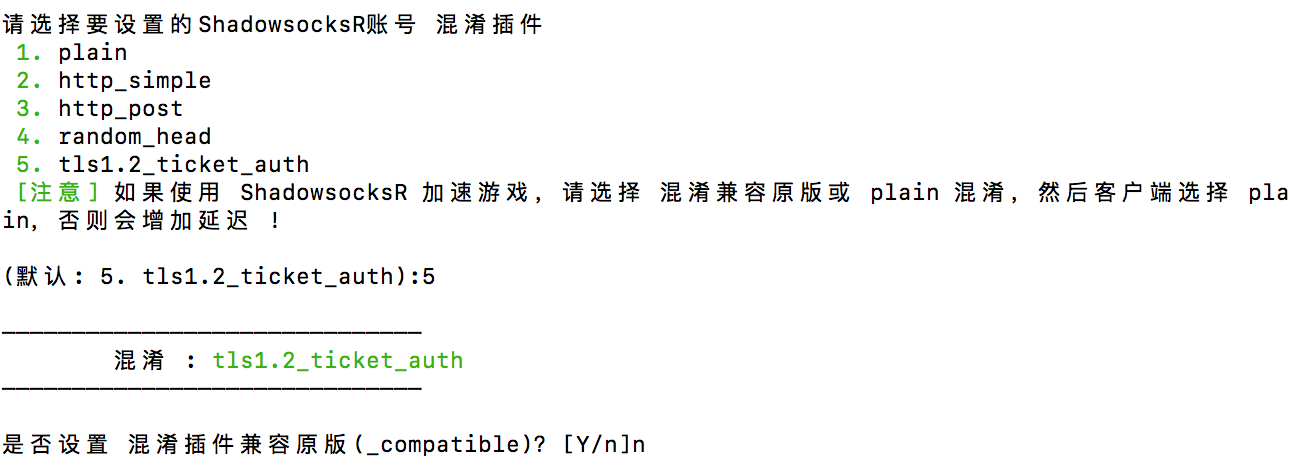 请选择要设置的ShadowsocksR账号 混淆插件
1. plain
2. http_simple
3. http_post
4. random_head
5. tls1.2_ticket_auth
[注意]如果使用 ShadowsocksR 加速游戏, 请选择 混淆兼容原版或 plain 混淆, 然后客户端选择 pla
in, 否则会增加延迟 !
(默认: 5. tls1.2_ticket_auth):5
——————————————————————————————
混淆 : tls1.2_ticket_auth
——————————————————————————————
是否设置 混淆插件兼容原版(_compatible)? [Y/n]n